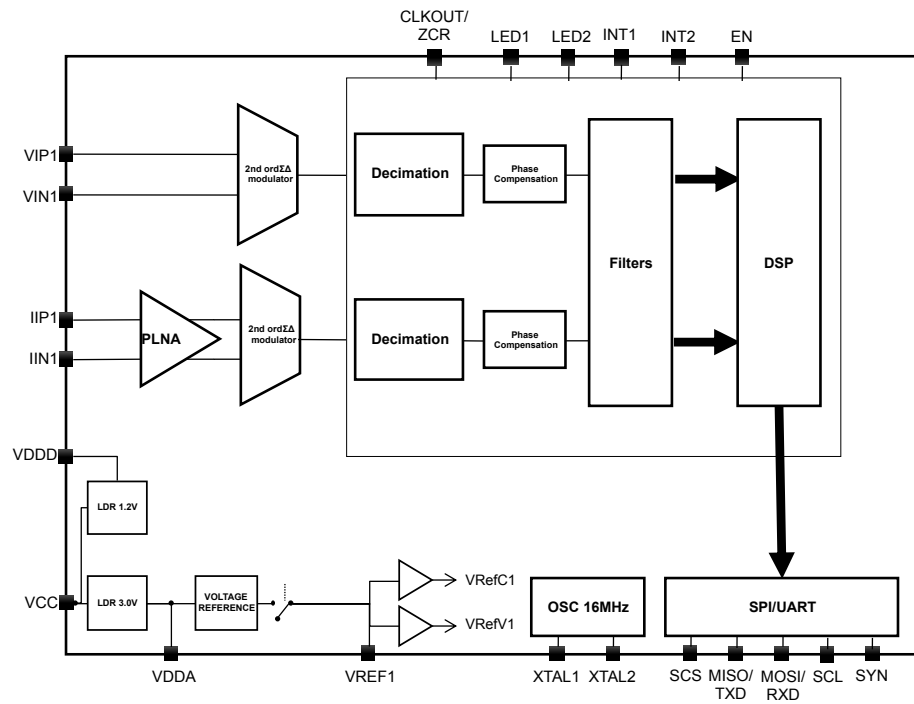 CLKOUT/
ZCR
LED1
LED2
INT1
INT2
EN
VIP1
VIN1
2nd ordΣΔ
modulator
Decimation
Phase
Compensation
Filters
DSP
IIP1
IIN1
PLNA
2nd ordΣΔ
modulator
Decimation
Phase
Compensation
VDDD
LDR 1.2V
VCC
LDR 3.0V
VOLTAGE
REFERENCE
VRefC1
VRefV1
OSC 16MHz
SPI/UART
VDDA
VREF1
XTAL1
XTAL2
SCS
MISO/
TXD
MOSI/
RXD
SCL
SYN